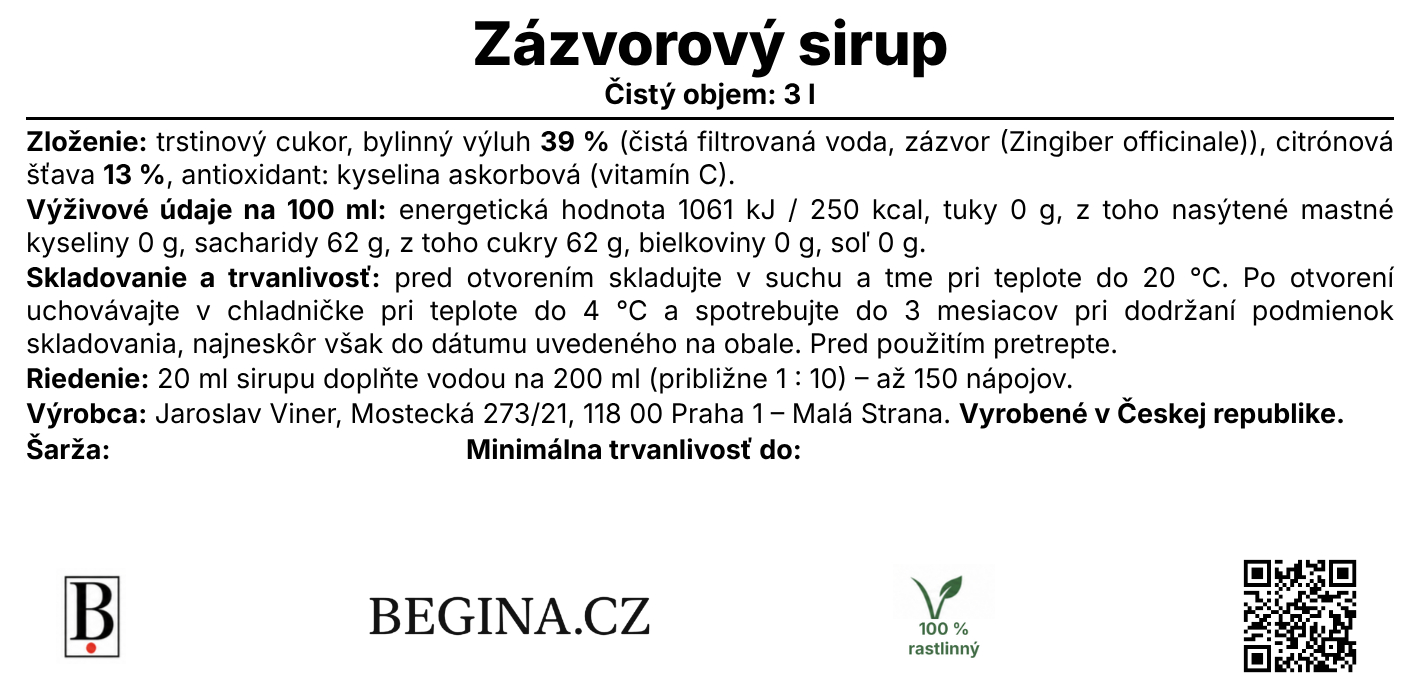 Zázvorový sirup
Čistý objem: 3 l
Zloženie: trstinový cukor, bylinný výluh 39 % (čistá filtrovaná voda, zázvor (Zingiber officinale)), citrónová
šťava 13 %, antioxidant: kyselina askorbová (vitamín C).
Výživové údaje na 100 ml: energetická hodnota 1061 kJ / 250 kcal, tuky 0 g, z toho nasýtené mastné
kyseliny 0 g, sacharidy 62 g, z toho cukry 62 g, bielkoviny 0 g, soľ 0 g.
Skladovanie a trvanlivosť: pred otvorením skladujte v suchu a tme pri teplote do 20 °C. Po otvorení
uchovávajte v chladničke pri teplote do 4 °C a spotrebujte do 3 mesiacov pri dodržaní podmienok
skladovania, najneskôr však do dátumu uvedeného na obale. Pred použitím pretrepte.
Riedenie: 20 ml sirupu doplňte vodou na 200 ml (približne 1 : 10) – až 150 nápojov.
Výrobca: Jaroslav Viner, Mostecká 273/21, 118 00 Praha 1 – Malá Strana. Vyrobené v Českej republike.
Šarža: Minimálna trvanlivosť do:
B
BEGINA.CZ
100 %
rastlinný